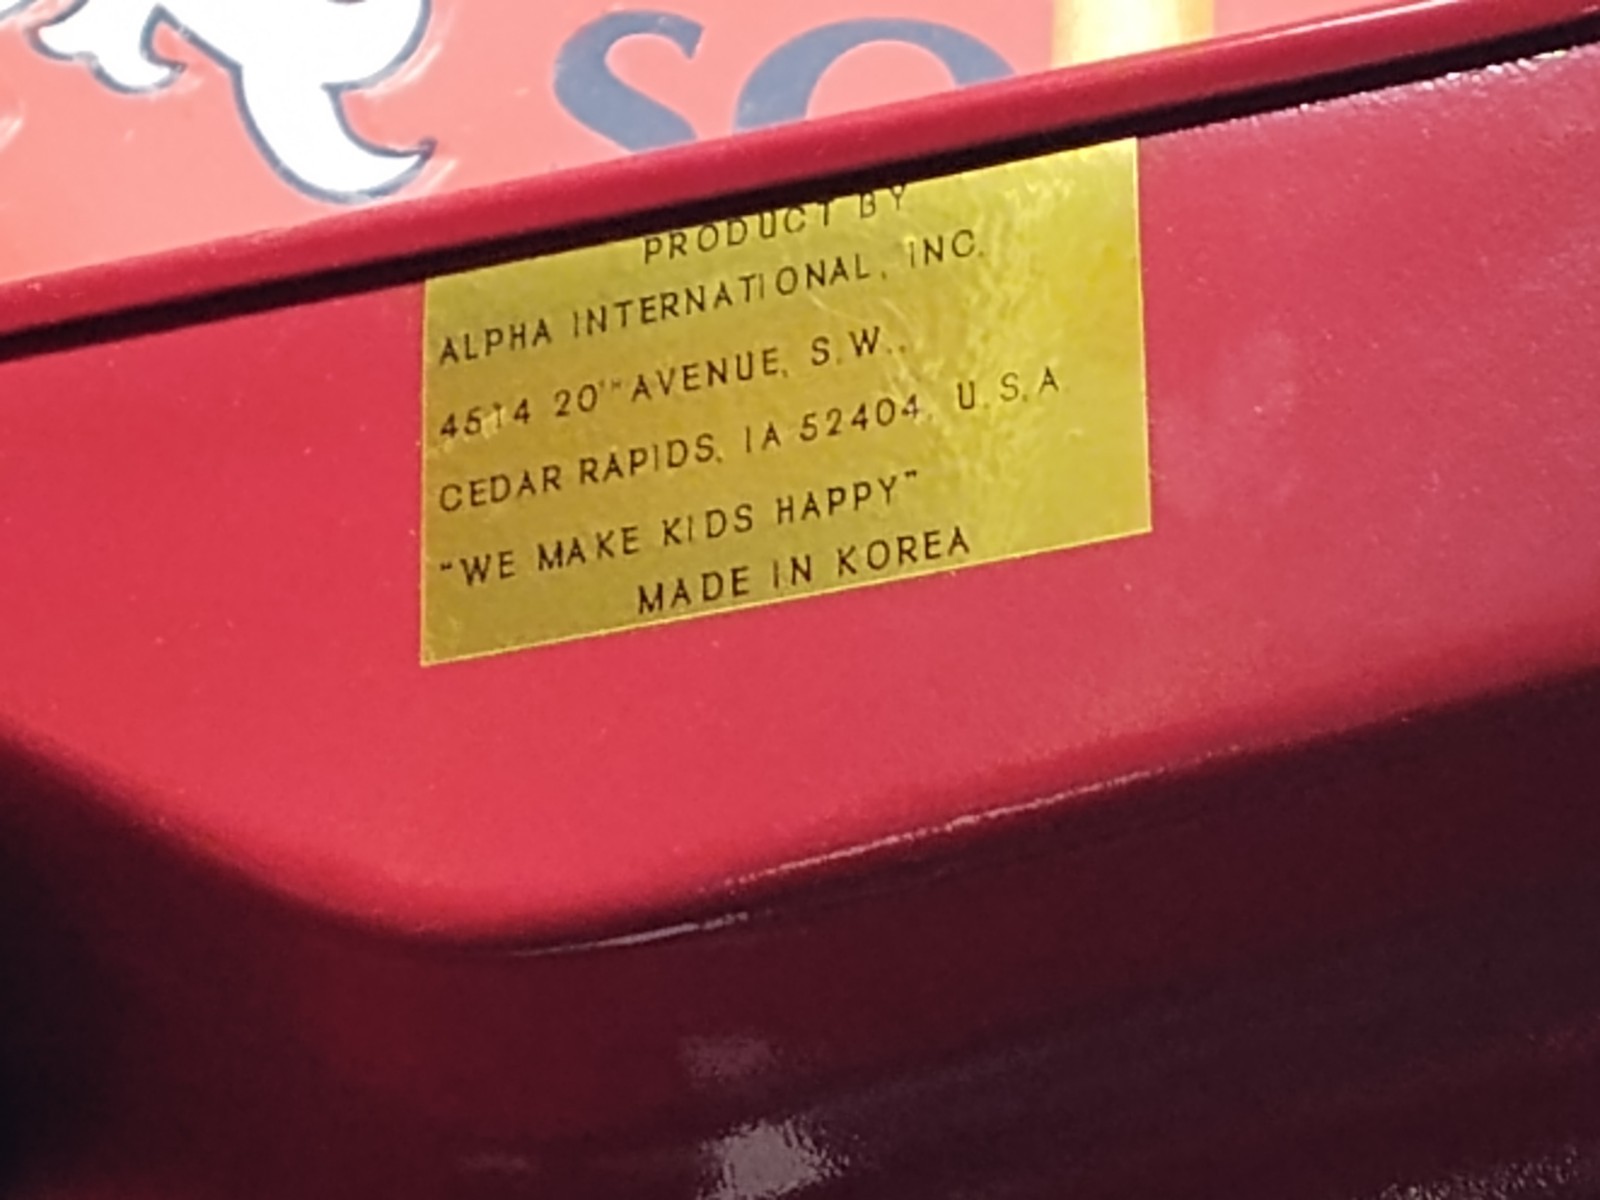 SO
PRODUCT BY
ALPHA INTERNATIONAL, INC.
4514 20TH AVENUE, S.W.,
CEDAR RAPIDS, IA 52404, U.S.A.
"WE MAKE KIDS HAPPY"
MADE IN KOREA